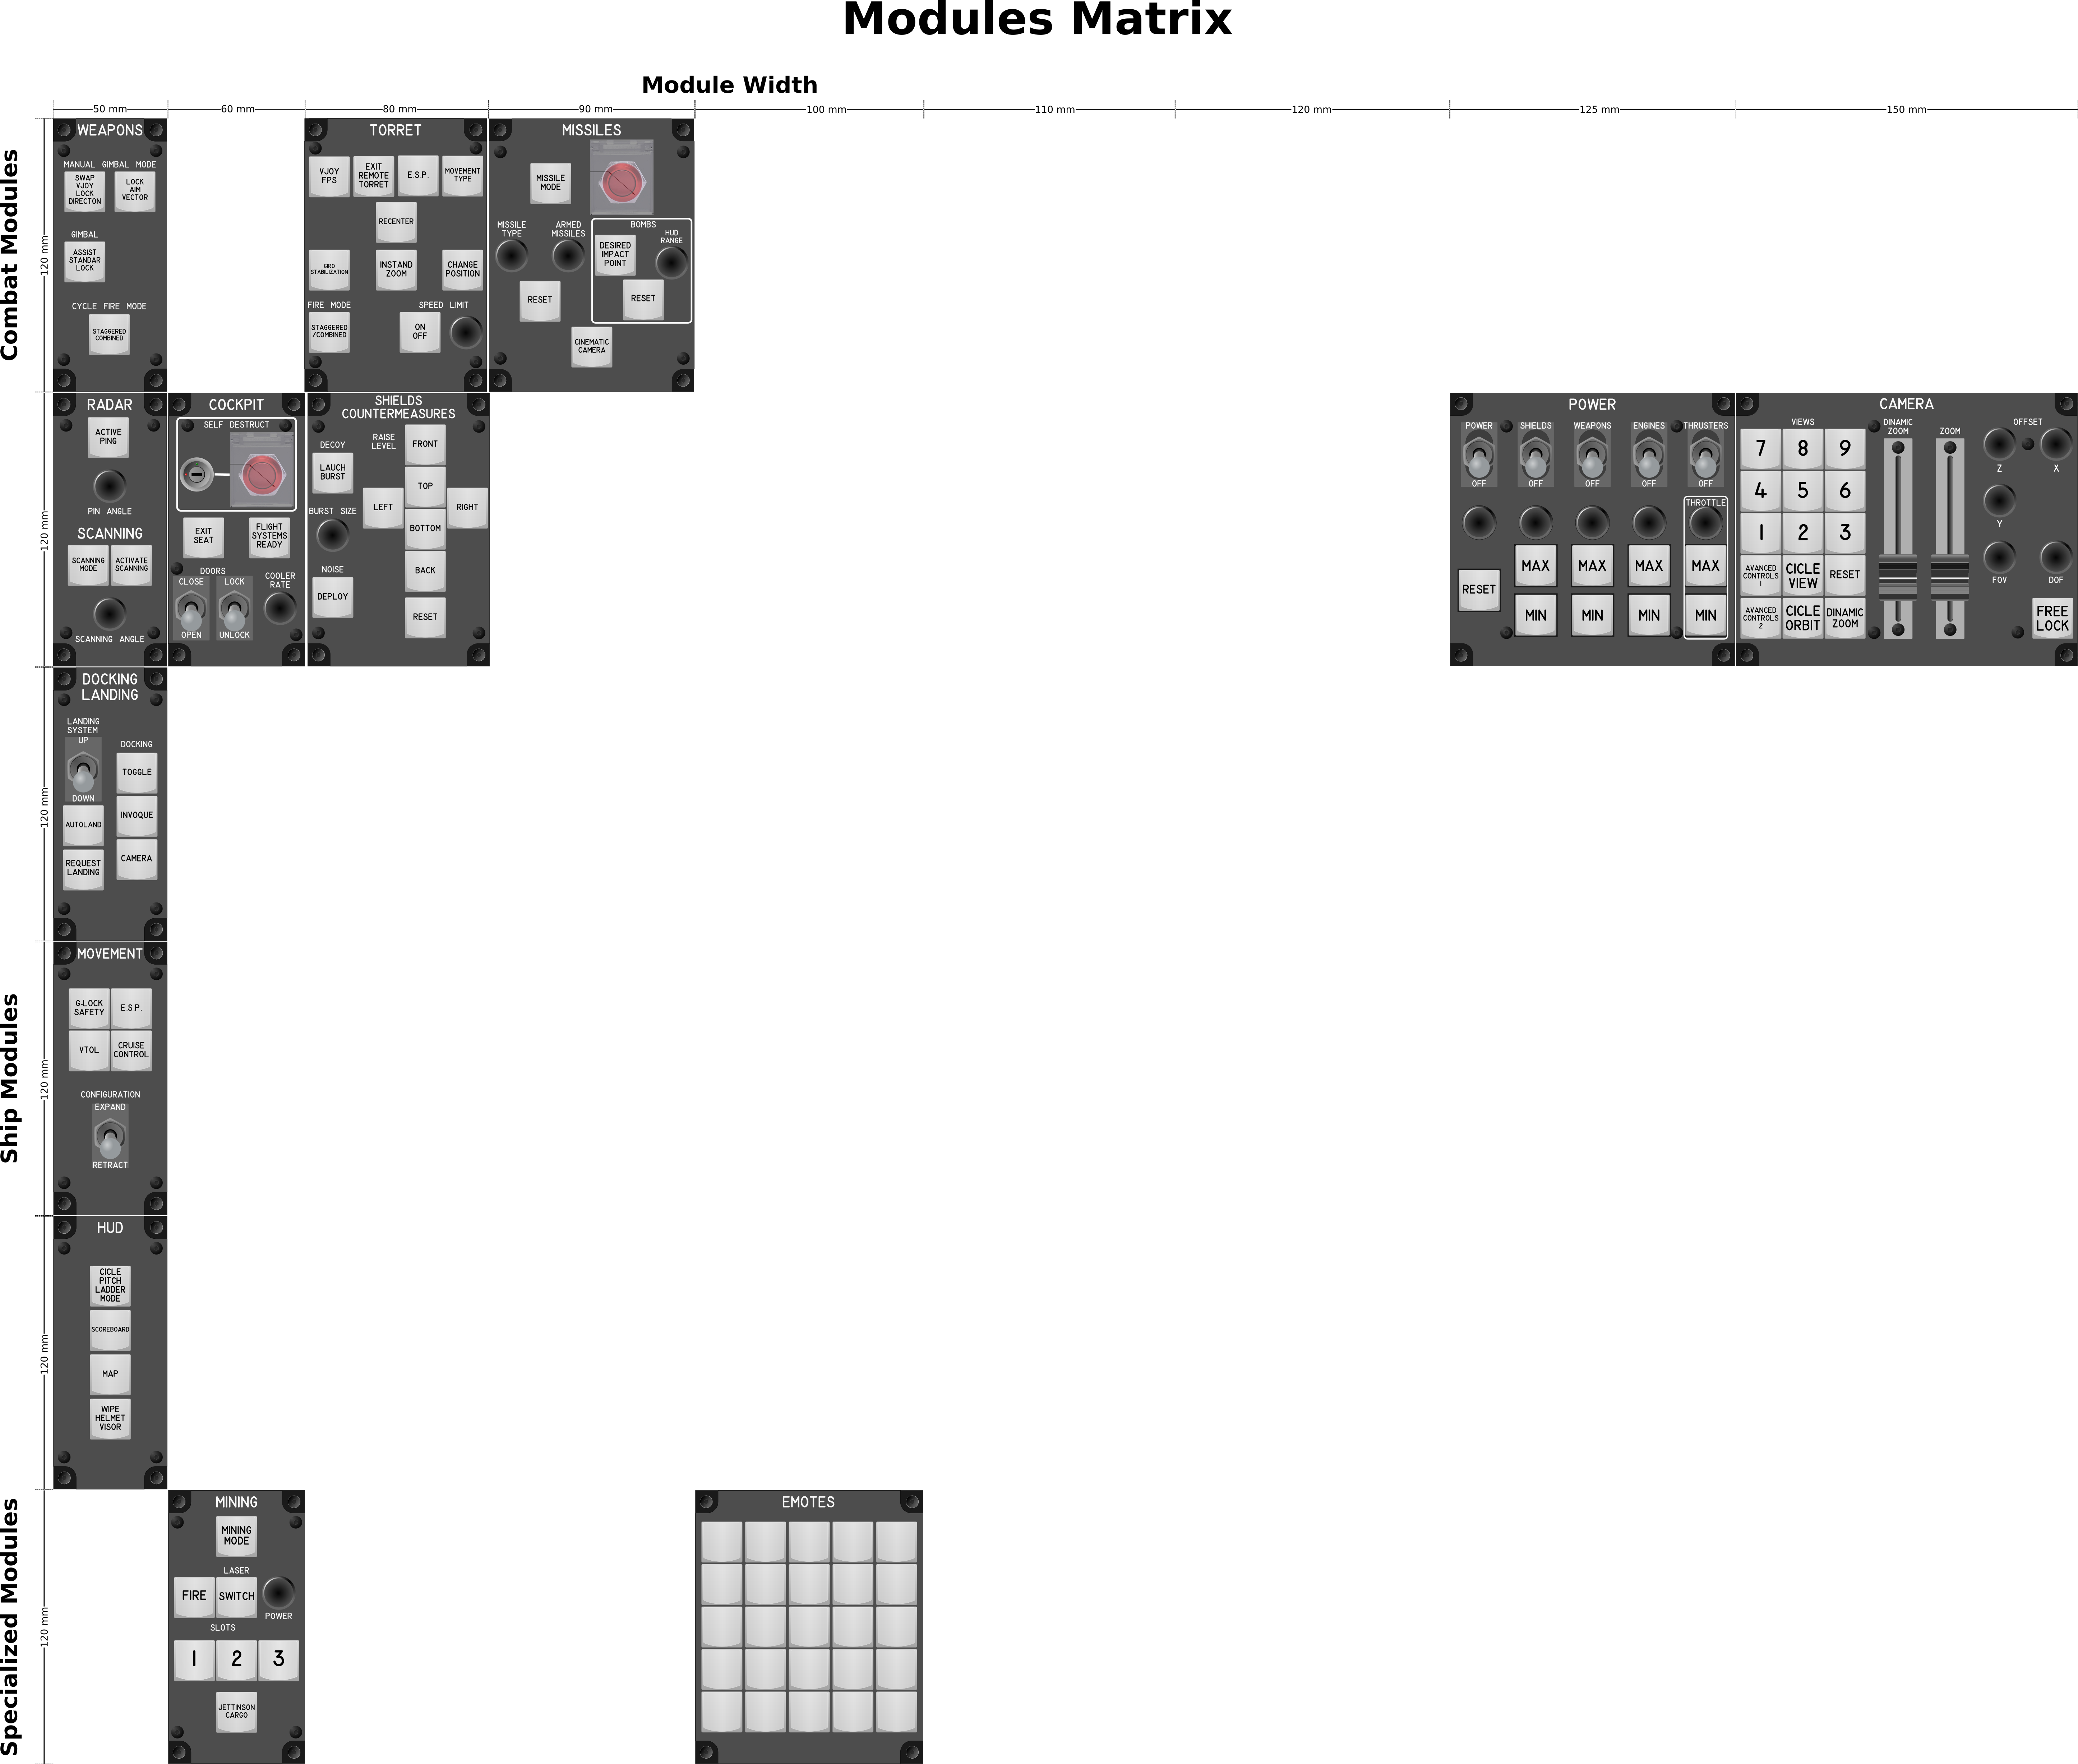 Modules Matrix
Module Width
50 mm
60 mm
80 mm
90 mm
100 mm
110 mm
120 mm
125 mm
150 mm
Combat Modules
120 mm
WEAPONS
MANUAL GIMBAL MODE
SWAP
VJOY
LOCK
DIRECTON
LOCK
AIM
VECTOR
GIMBAL
ASSIST
STANDAR
LOCK
CYCLE FIRE MODE
STAGGERED
COMBINED
TORRET
VJOY
FPS
EXIT
REMOTE
TORRET
E.S.P.
MOVEMENT
TYPE
RECENTER
GIRO
STABILIZATION
INSTAND
ZOOM
CHANGE
POSITION
FIRE MODE
SPEED LIMIT
STAGGERED
/COMBINED
ON
OFF
MISSILES
MISSILE
MODE
MISSILE
TYPE
ARMED
MISSILES
BOMBS
DESIRED
IMPACT
POINT
HUD
RANGE
RESET
RESET
CINEMATIC
CAMERA
120 mm
RADAR
ACTIVE
PING
PIN ANGLE
SCANNING
SCANNING
MODE
ACTIVATE
SCANNING
SCANNING ANGLE
COCKPIT
SELF DESTRUCT
EXIT
SEAT
FLIGHT
SYSTEMS
READY
DOORS
CLOSE
LOCK
COOLER
RATE
OPEN
UNLOCK
SHIELDS
COUNTERMEASURES
DECOY
RAISE
LEVEL
FRONT
LAUCH
BURST
TOP
LEFT
RIGHT
BURST SIZE
BOTTOM
NOISE
BACK
DEPLOY
RESET
POWER
POWER
SHIELDS
WEAPONS
ENGINES
THRUSTERS
OFF
OFF
OFF
OFF
OFF
THROTTLE
MAX
MAX
MAX
MAX
RESET
MIN
MIN
MIN
MIN
CAMERA
VIEWS
DINAMIC
ZOOM
ZOOM
OFFSET
7
8
9
Z
X
4
5
6
Y
1
2
3
FOV
DOF
AVANCED
CONTROLS
1
CICLE
VIEW
RESET
AVANCED
CONTROLS
2
CICLE
ORBIT
DINAMIC
ZOOM
FREE
LOCK
120 mm
DOCKING
LANDING
LANDING
SYSTEM
UP
DOCKING
TOGGLE
DOWN
INVOQUE
AUTOLAND
CAMERA
REQUEST
LANDING
Ship Modules
120 mm
MOVEMENT
G-LOCK
SAFETY
E.S.P.
VTOL
CRUISE
CONTROL
CONFIGURATION
EXPAND
RETRACT
120 mm
HUD
CICLE
PITCH
LADDER
MODE
SCOREBOARD
MAP
WIPE
HELMET
VISOR
Specialized Modules
120 mm
MINING
MINING
MODE
LASER
FIRE
SWITCH
POWER
SLOTS
1
2
3
JETTINSON
CARGO
EMOTES